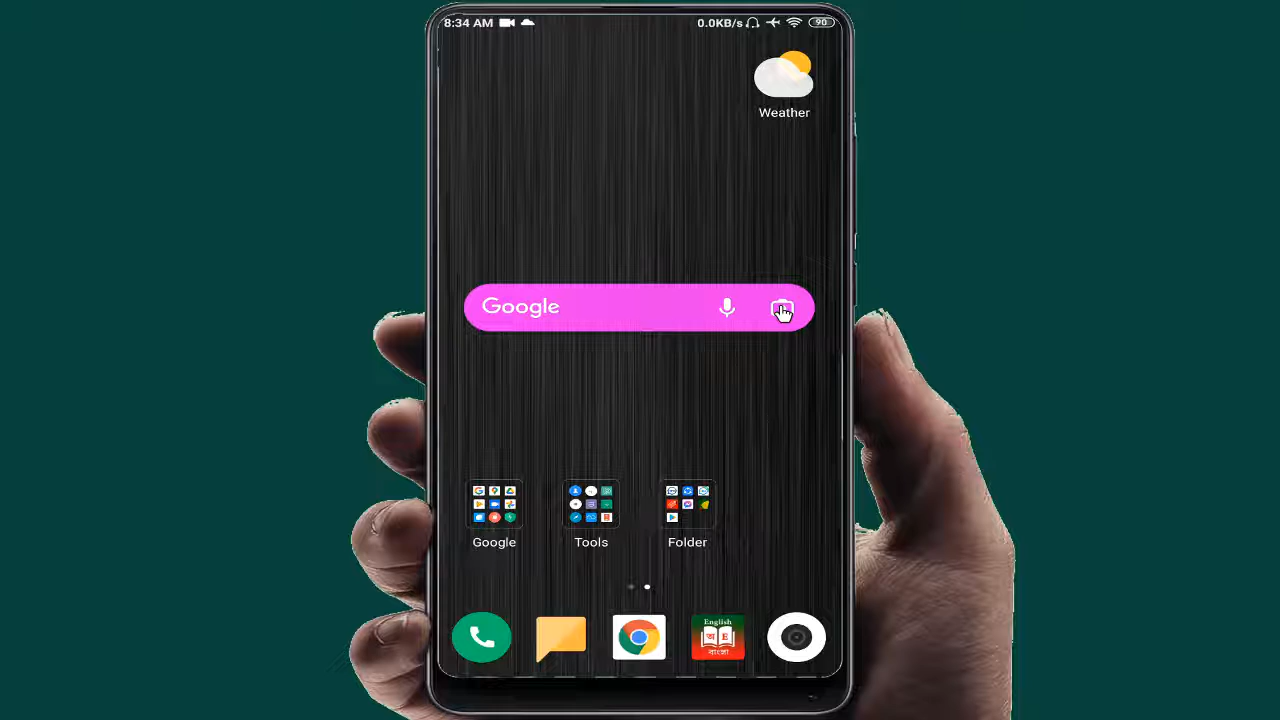 8:34 AM 0.0KB/s 90
Weather
Google
Google Tools Folder
English
অ E
বাংলা